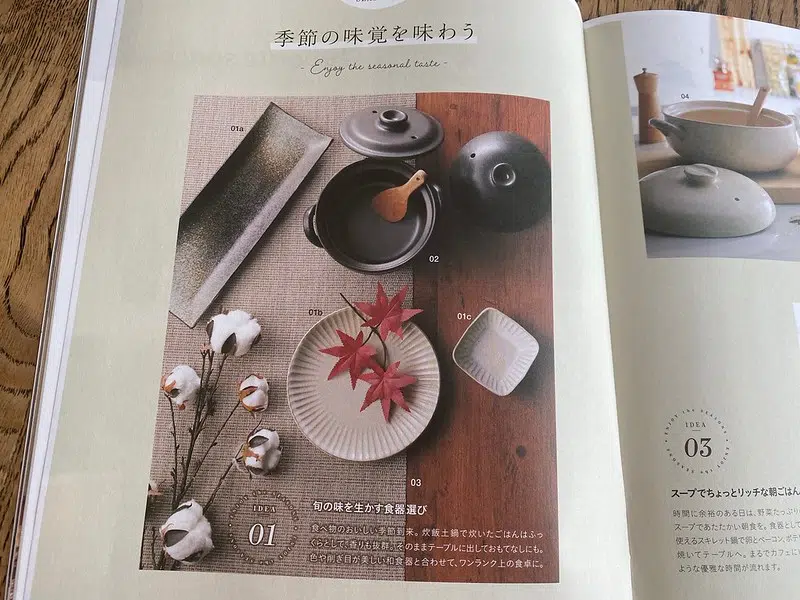 季節の味覚を味わう
- Enjoy the seasonal taste -
01a
02
01b
01c
03
IDEA
01
旬の味を生かす食器選び
食べ物のおいしい季節到来。炊飯土鍋で炊いたごはんはふっ
くらとして香りも抜群。そのままテーブルに出しておもてなしにも。
色や削ぎ目が美しい和食器と合わせて、ワンランク上の食卓に。
04
ENJOY THE SEASONS
IDEA
03
スープでちょっとリッチな朝ごはん
時間に余裕のある日は、野菜たっぷり
スープであたたかい朝食を。食器として
使えるスキレット鍋で卵とベーコン、ポテ
焼いてテーブルへ。まるでカフェに
ような優雅な時間が流れます。